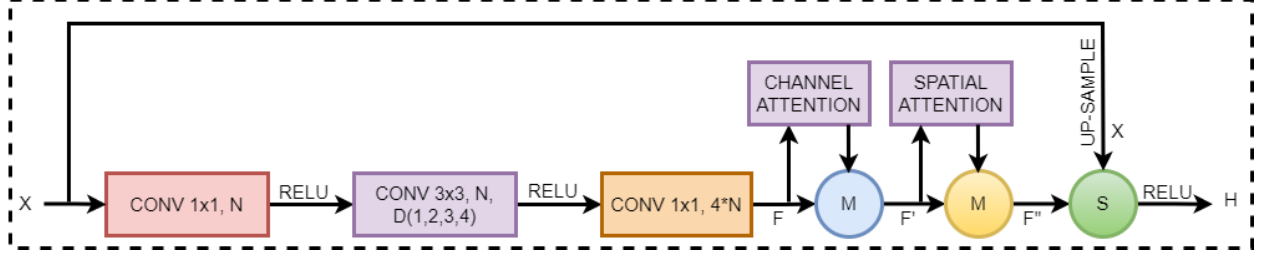 X
CONV 1x1, N
RELU
CONV 3x3, N,
D(1,2,3,4)
RELU
CONV 1x1, 4*N
F
CHANNEL
ATTENTION
M
F'
SPATIAL
ATTENTION
M
F"
UP-SAMPLE
X
S
RELU
H